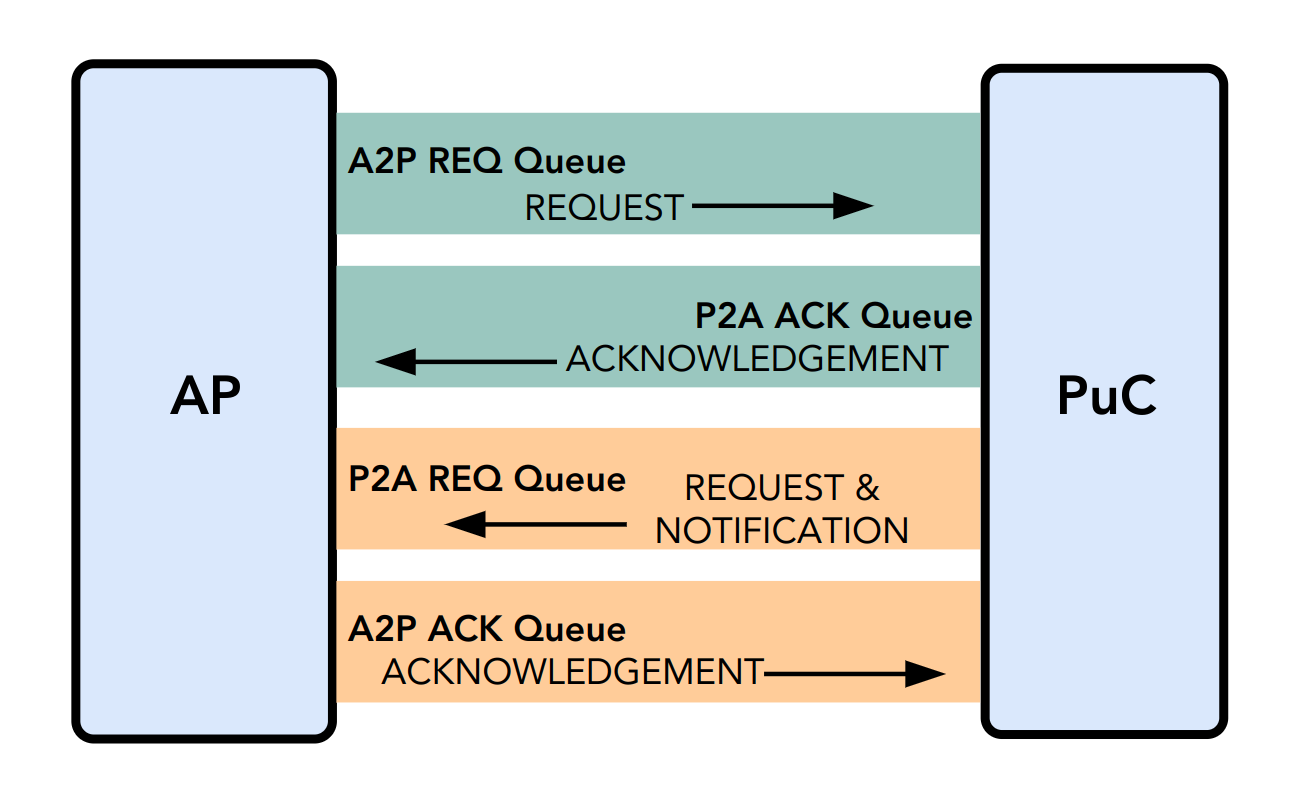 A2P REQ Queue
REQUEST
P2A ACK Queue
ACKNOWLEDGEMENT
AP
PuC
P2A REQ Queue
REQUEST &
NOTIFICATION
A2P ACK Queue
ACKNOWLEDGEMENT